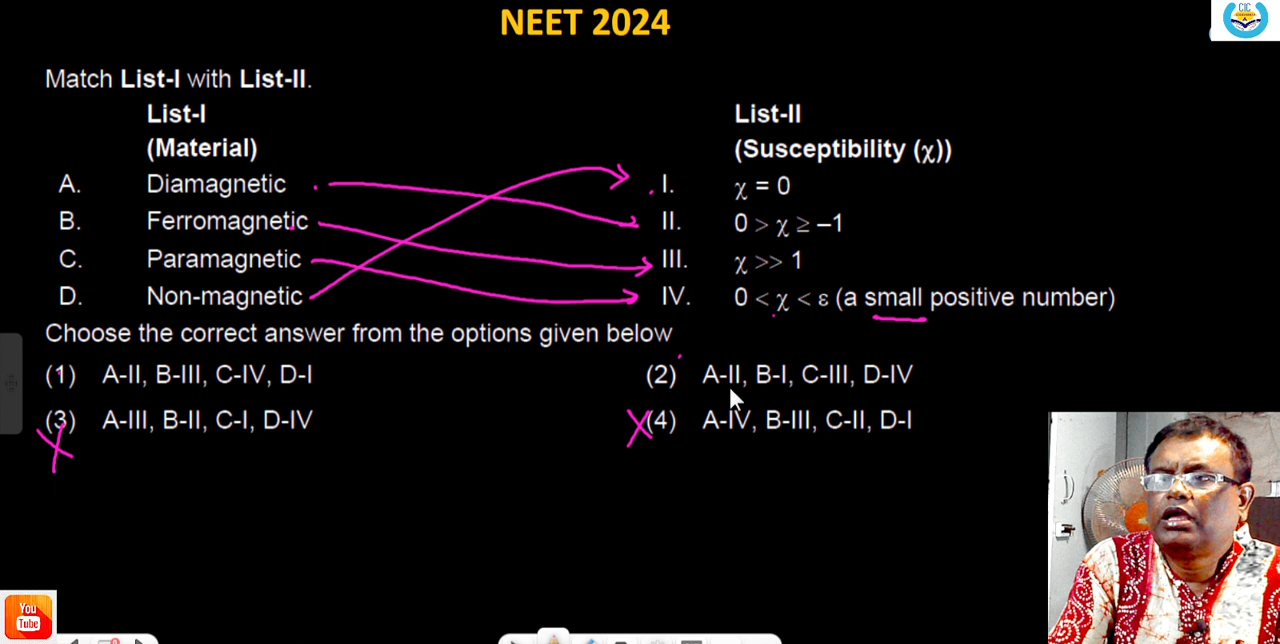 NEET 2024
CIC
Match List-I with List-II.
List-I List-II
(Material) (Susceptibility (χ))
A. Diamagnetic I. χ = 0
B. Ferromagnetic II. 0 > χ ≥ –1
C. Paramagnetic III. χ >> 1
D. Non-magnetic IV. 0 < χ < ε (a small positive number)
Choose the correct answer from the options given below
(1) A-II, B-III, C-IV, D-I (2) A-II, B-I, C-III, D-IV
(3) A-III, B-II, C-I, D-IV (4) A-IV, B-III, C-II, D-I
You
Tube